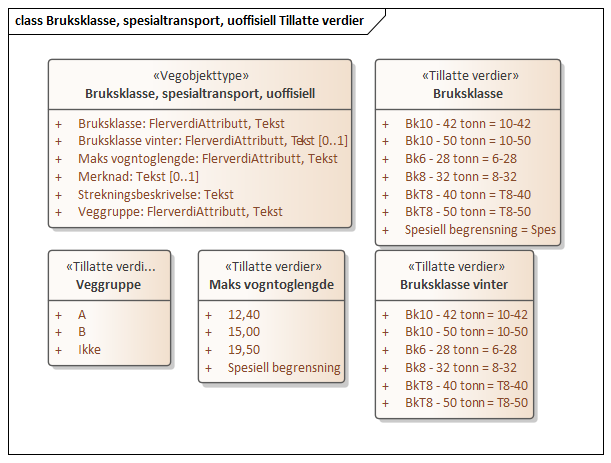 class Bruksklasse, spesialtransport, uoffisiell Tillatte verdier
«Vegobjekttype»
Bruksklasse, spesialtransport, uoffisiell
+ Bruksklasse: FlerverdiAttributt, Tekst
+ Bruksklasse vinter: FlerverdiAttributt, Tekst [0..1]
+ Maks vogntoglengde: FlerverdiAttributt, Tekst
+ Merknad: Tekst [0..1]
+ Strekningsbeskrivelse: Tekst
+ Veggruppe: FlerverdiAttributt, Tekst
«Tillatte verdier»
Bruksklasse
+ Bk10 - 42 tonn = 10-42
+ Bk10 - 50 tonn = 10-50
+ Bk6 - 28 tonn = 6-28
+ Bk8 - 32 tonn = 8-32
+ BkT8 - 40 tonn = T8-40
+ BkT8 - 50 tonn = T8-50
+ Spesiell begrensning = Spes
«Tillatte verdi...
Veggruppe
+ A
+ B
+ Ikke
«Tillatte verdier»
Maks vogntoglengde
+ 12,40
+ 15,00
+ 19,50
+ Spesiell begrensning
«Tillatte verdier»
Bruksklasse vinter
+ Bk10 - 42 tonn = 10-42
+ Bk10 - 50 tonn = 10-50
+ Bk6 - 28 tonn = 6-28
+ Bk8 - 32 tonn = 8-32
+ BkT8 - 40 tonn = T8-40
+ BkT8 - 50 tonn = T8-50